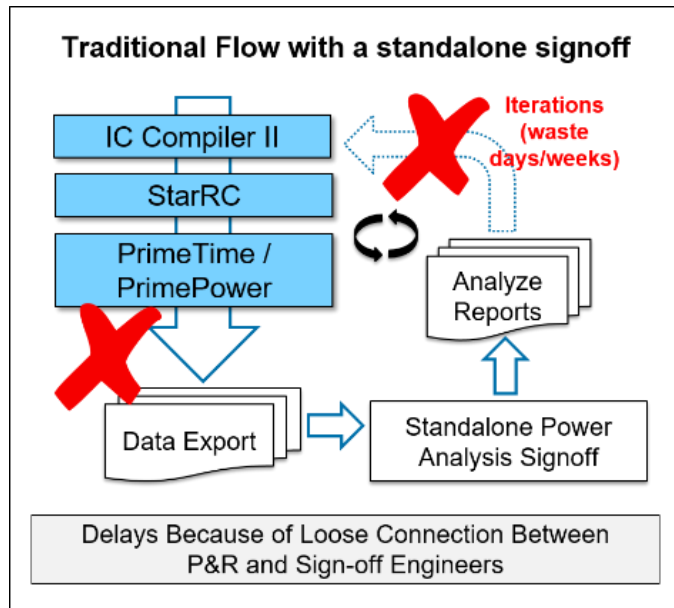 Traditional Flow with a standalone signoff
IC Compiler II
StarRC
PrimeTime /
PrimePower
Iterations
(waste
days/weeks)
Analyze
Reports
Data Export
Standalone Power
Analysis Signoff
Delays Because of Loose Connection Between
P&R and Sign-off Engineers